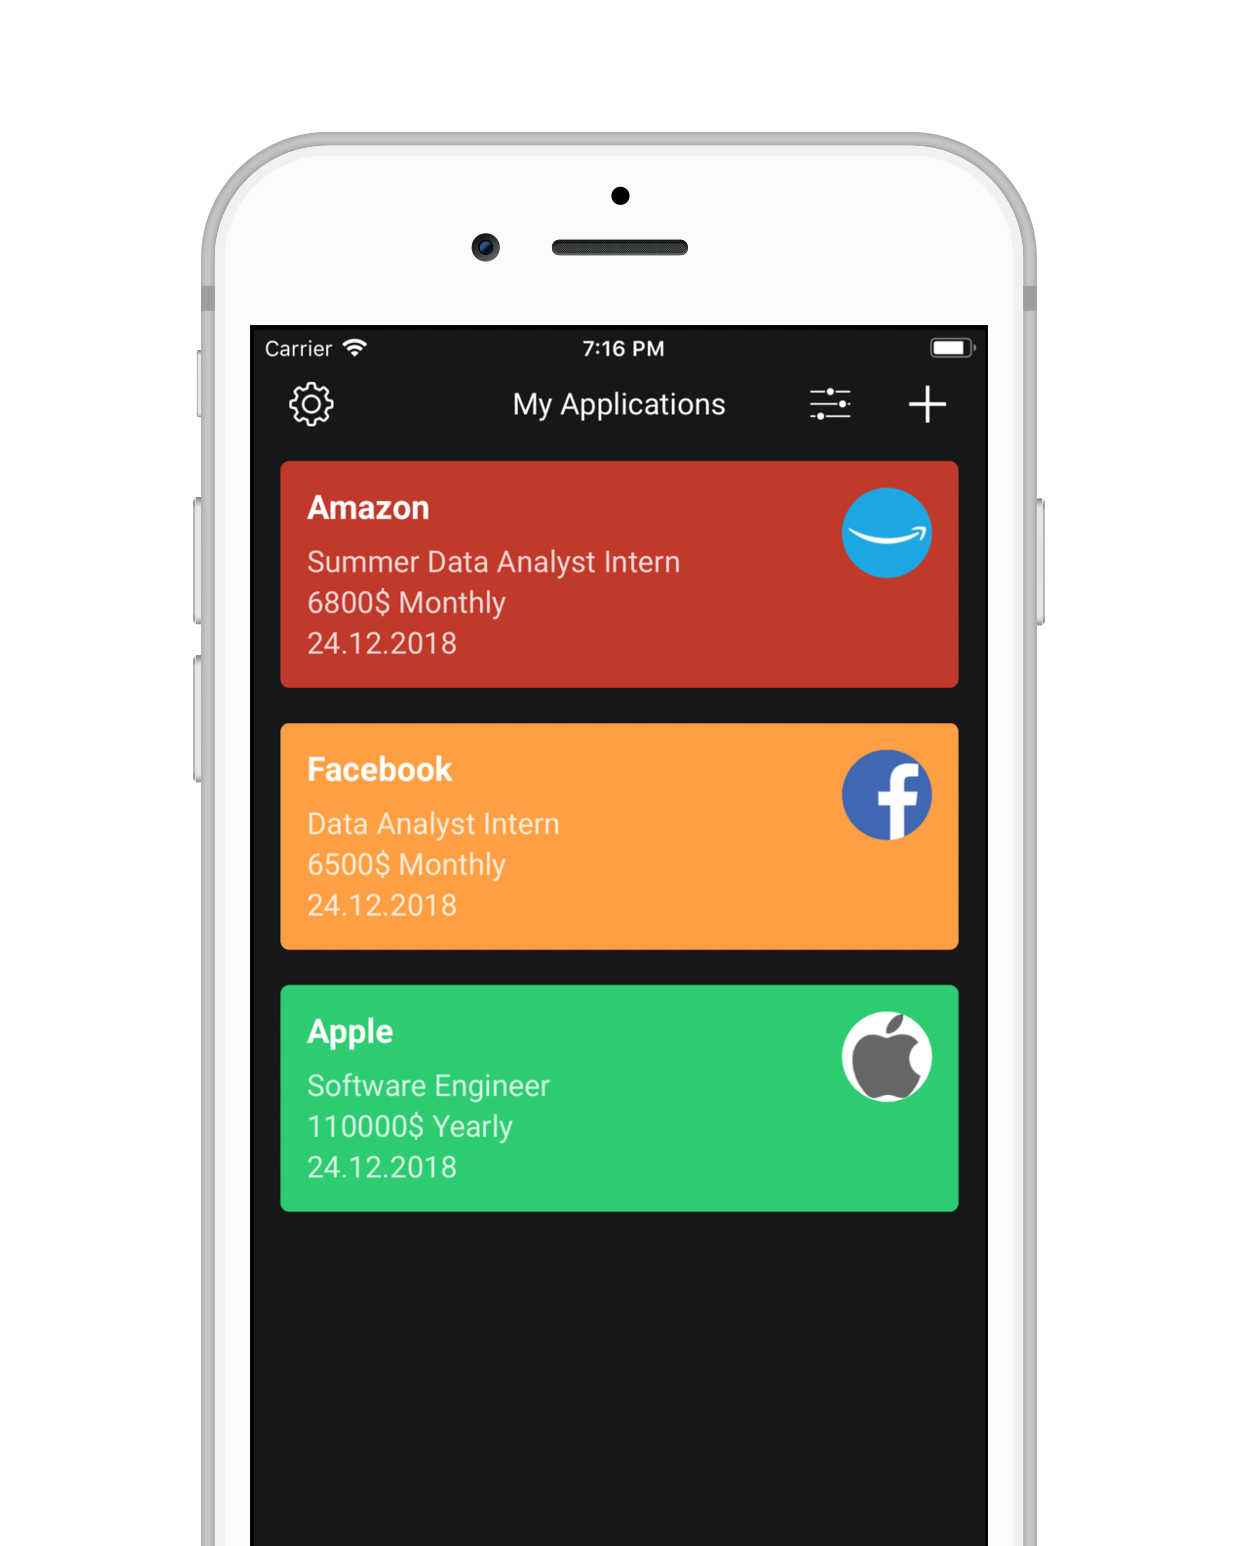 Carrier
7:16 PM
My Applications
Amazon
Summer Data Analyst Intern
6800$ Monthly
24.12.2018
Facebook
Data Analyst Intern
6500$ Monthly
24.12.2018
Apple
Software Engineer
110000$ Yearly
24.12.2018